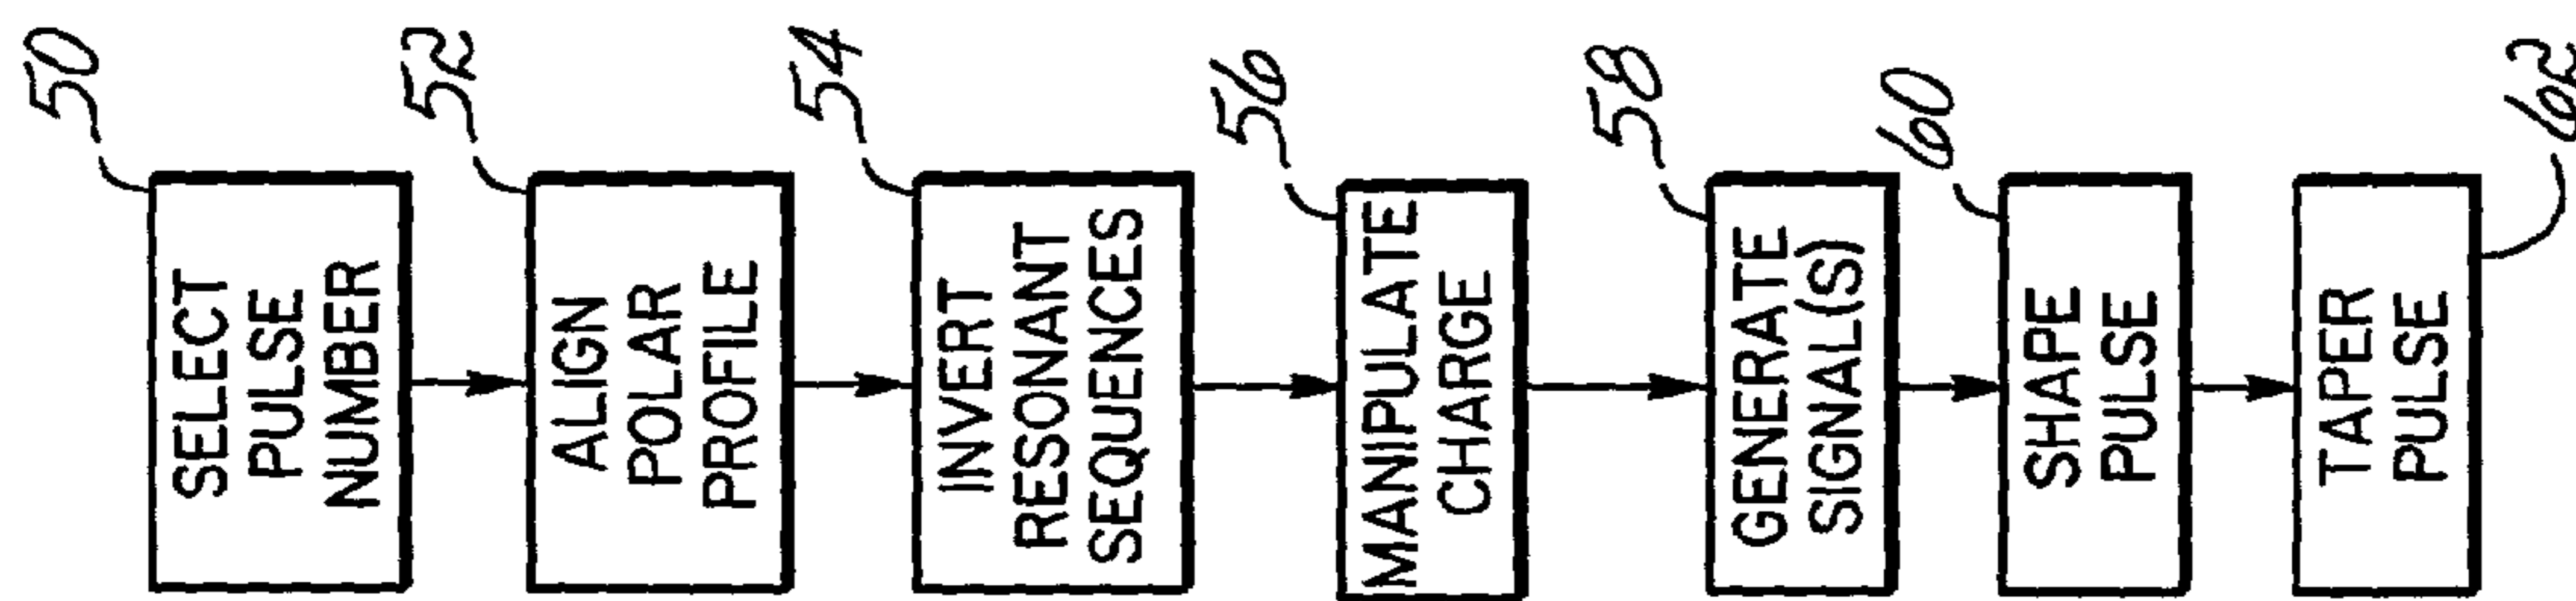 50
SELECT
PULSE
NUMBER
52
ALIGN
POLAR
PROFILE
54
INVERT
RESONANT
SEQUENCES
56
MANIPULATE
CHARGE
58
GENERATE
SIGNAL(S)
60
SHAPE
PULSE
62
TAPER
PULSE